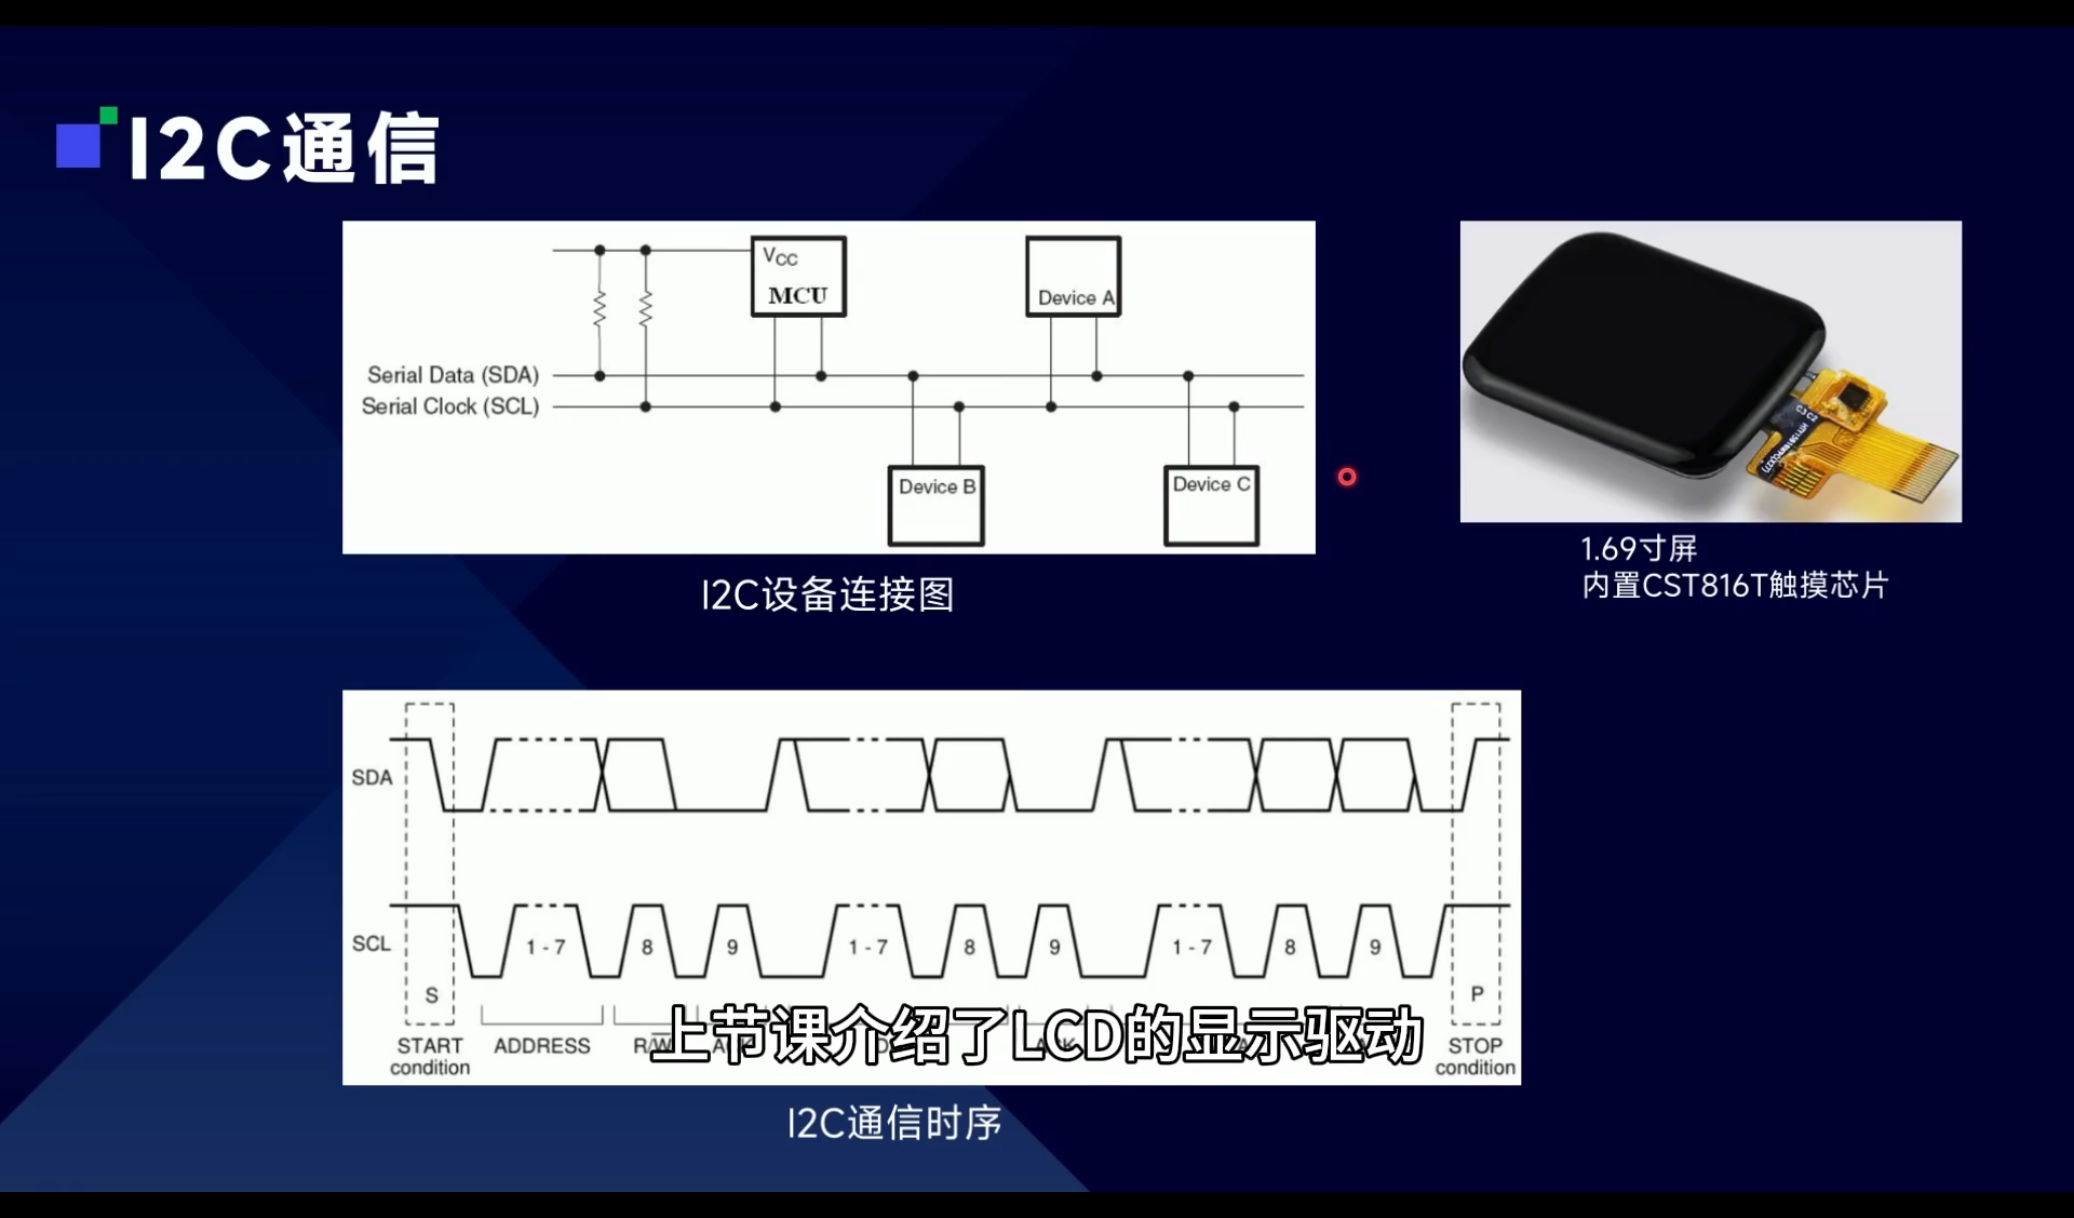 I2C通信
VCC
MCU
Device A
Serial Data (SDA)
Serial Clock (SCL)
Device B
Device C
I2C设备连接图
1.69寸屏
内置CST816T触摸芯片
SDA
SCL
1 - 7
8
9
1 - 7
8
9
1 - 7
8
9
S
P
START
condition
ADDRESS
R/W
ACK
ACK
STOP
condition
上节课介绍了LCD的显示驱动
I2C通信时序